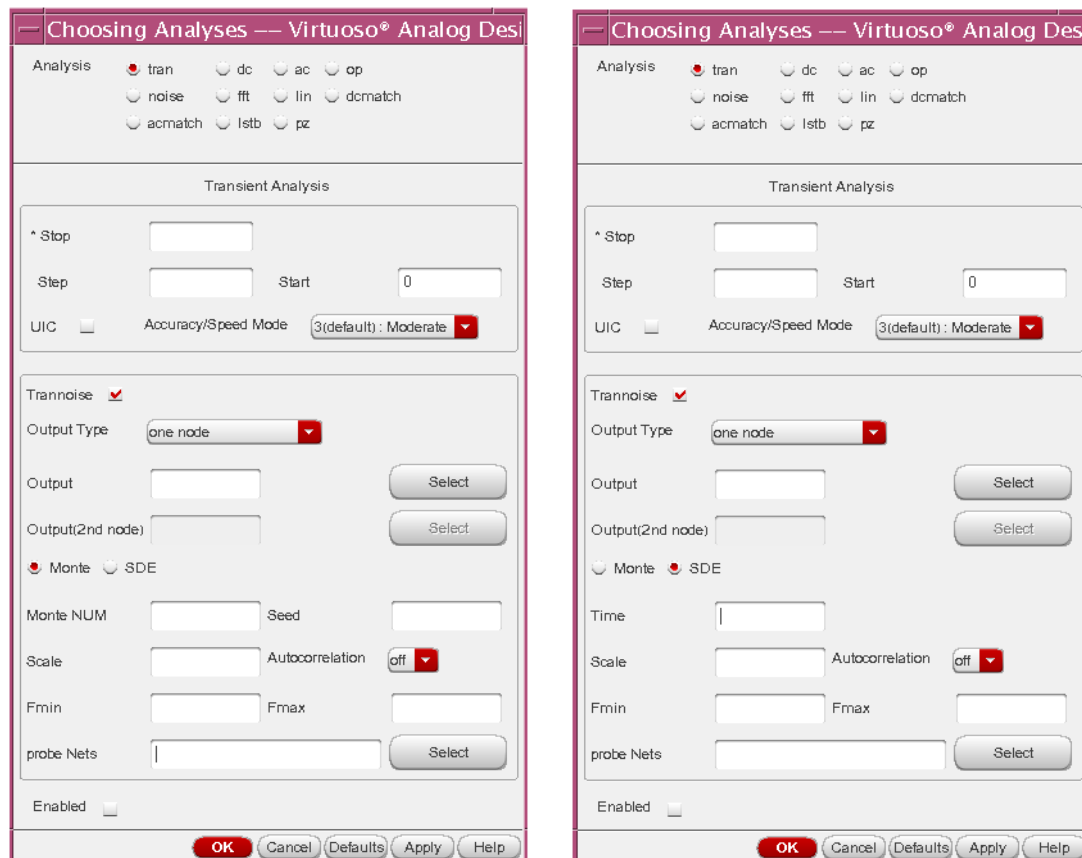 Choosing Analyses —— Virtuoso® Analog Desi
Analysis tran dc ac op
noise fft lin dcmatch
acmatch lstb pz
Transient Analysis
* Stop
Step Start 0
UIC Accuracy/Speed Mode 3(default) : Moderate
Trannoise
Output Type one node
Output Select
Output(2nd node) Select
Monte SDE
Monte NUM Seed
Scale Autocorrelation off
Fmin Fmax
probe Nets Select
Enabled
OK Cancel Defaults Apply Help
Choosing Analyses —— Virtuoso® Analog Des
Analysis tran dc ac op
noise fft lin dcmatch
acmatch lstb pz
Transient Analysis
* Stop
Step Start 0
UIC Accuracy/Speed Mode 3(default) : Moderate
Trannoise
Output Type one node
Output Select
Output(2nd node) Select
Monte SDE
Time
Scale Autocorrelation off
Fmin Fmax
probe Nets Select
Enabled
OK Cancel Defaults Apply Help